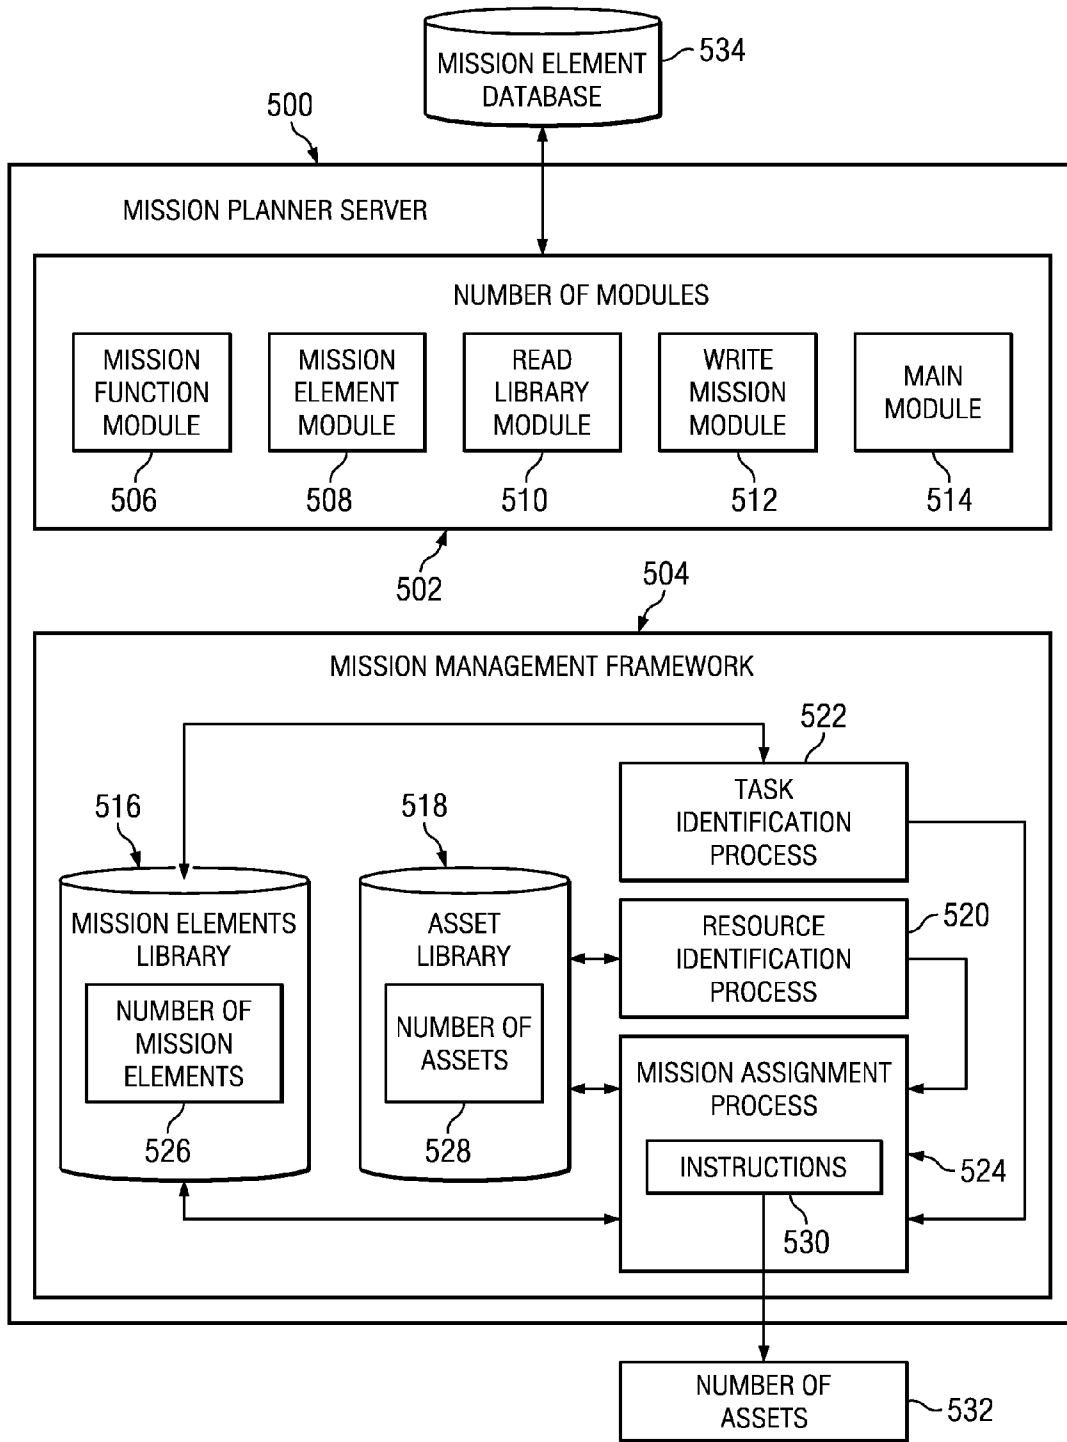 MISSION ELEMENT
DATABASE
534
500
MISSION PLANNER SERVER
NUMBER OF MODULES
MISSION
FUNCTION
MODULE
MISSION
ELEMENT
MODULE
READ
LIBRARY
MODULE
WRITE
MISSION
MODULE
MAIN
MODULE
506
508
510
512
514
502
504
MISSION MANAGEMENT FRAMEWORK
522
TASK
IDENTIFICATION
PROCESS
516
518
MISSION ELEMENTS
LIBRARY
NUMBER OF
MISSION
ELEMENTS
526
ASSET
LIBRARY
NUMBER OF
ASSETS
528
RESOURCE
IDENTIFICATION
PROCESS
520
MISSION ASSIGNMENT
PROCESS
INSTRUCTIONS
530
524
NUMBER OF
ASSETS
532